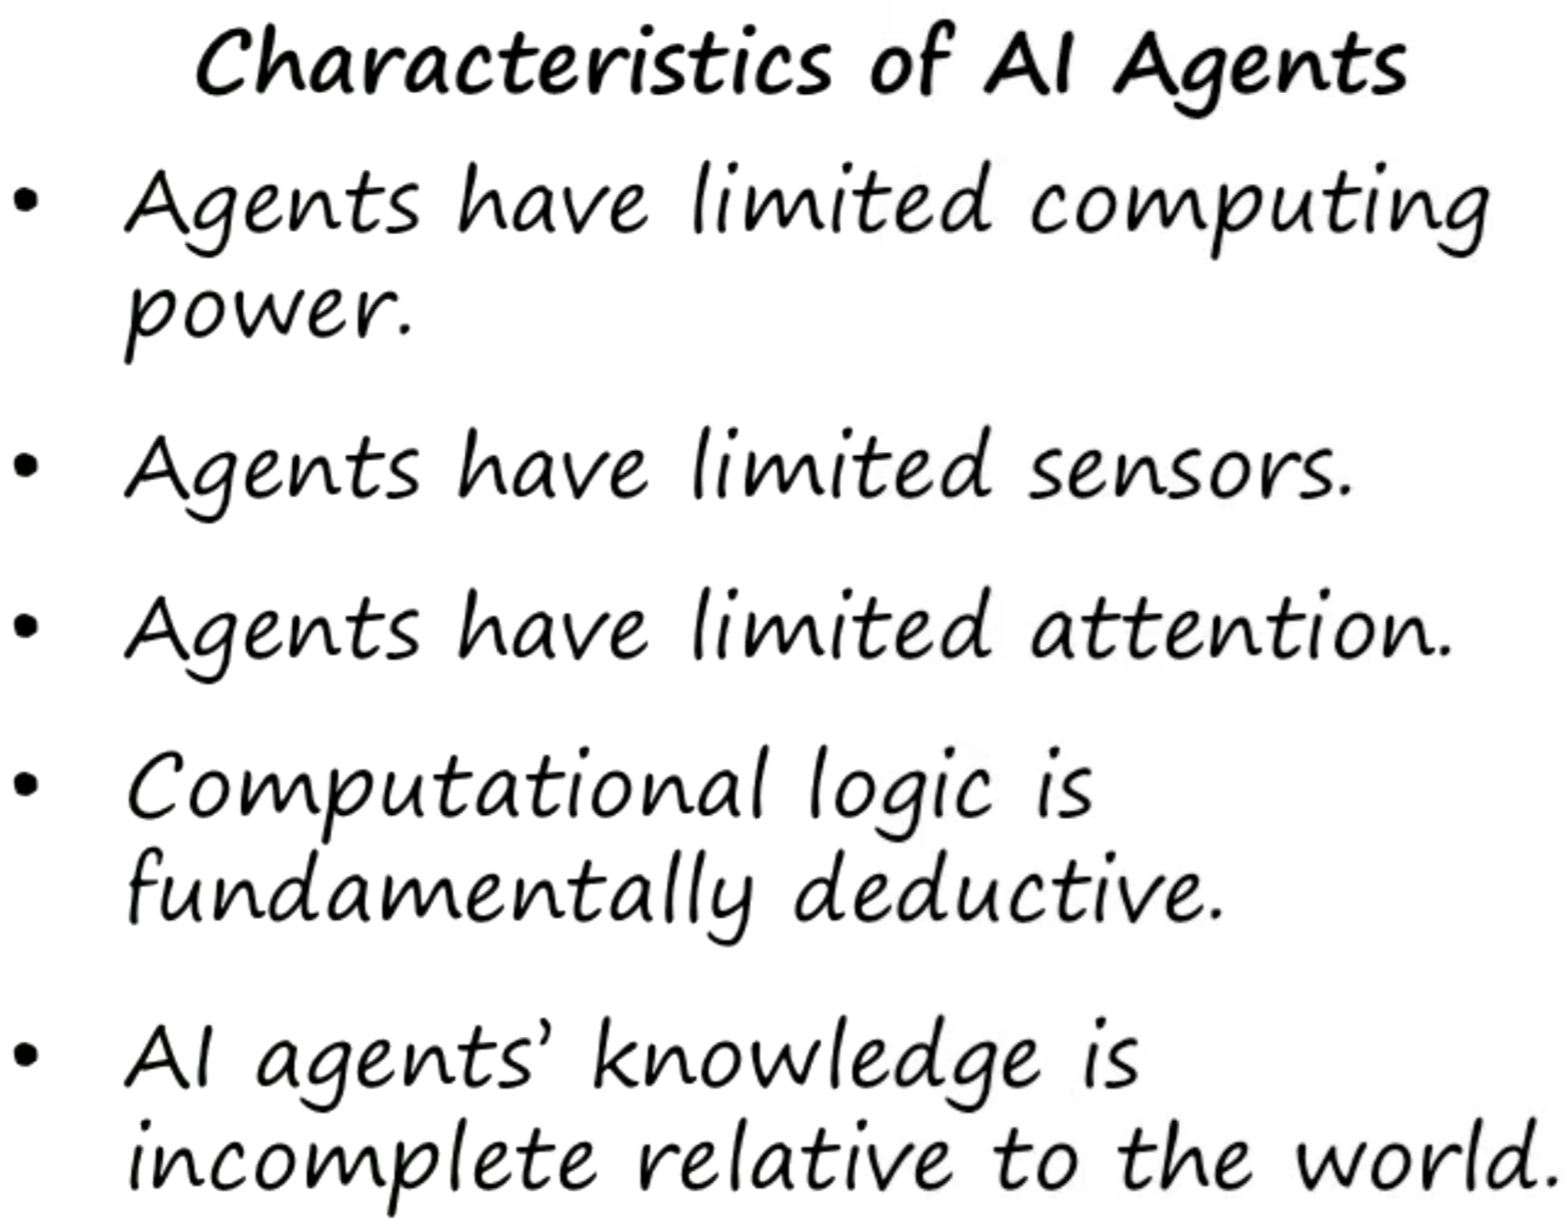 Characteristics of AI Agents
• Agents have limited computing
power.
• Agents have limited sensors.
• Agents have limited attention.
• Computational logic is
fundamentally deductive.
• AI agents’ knowledge is
incomplete relative to the world.